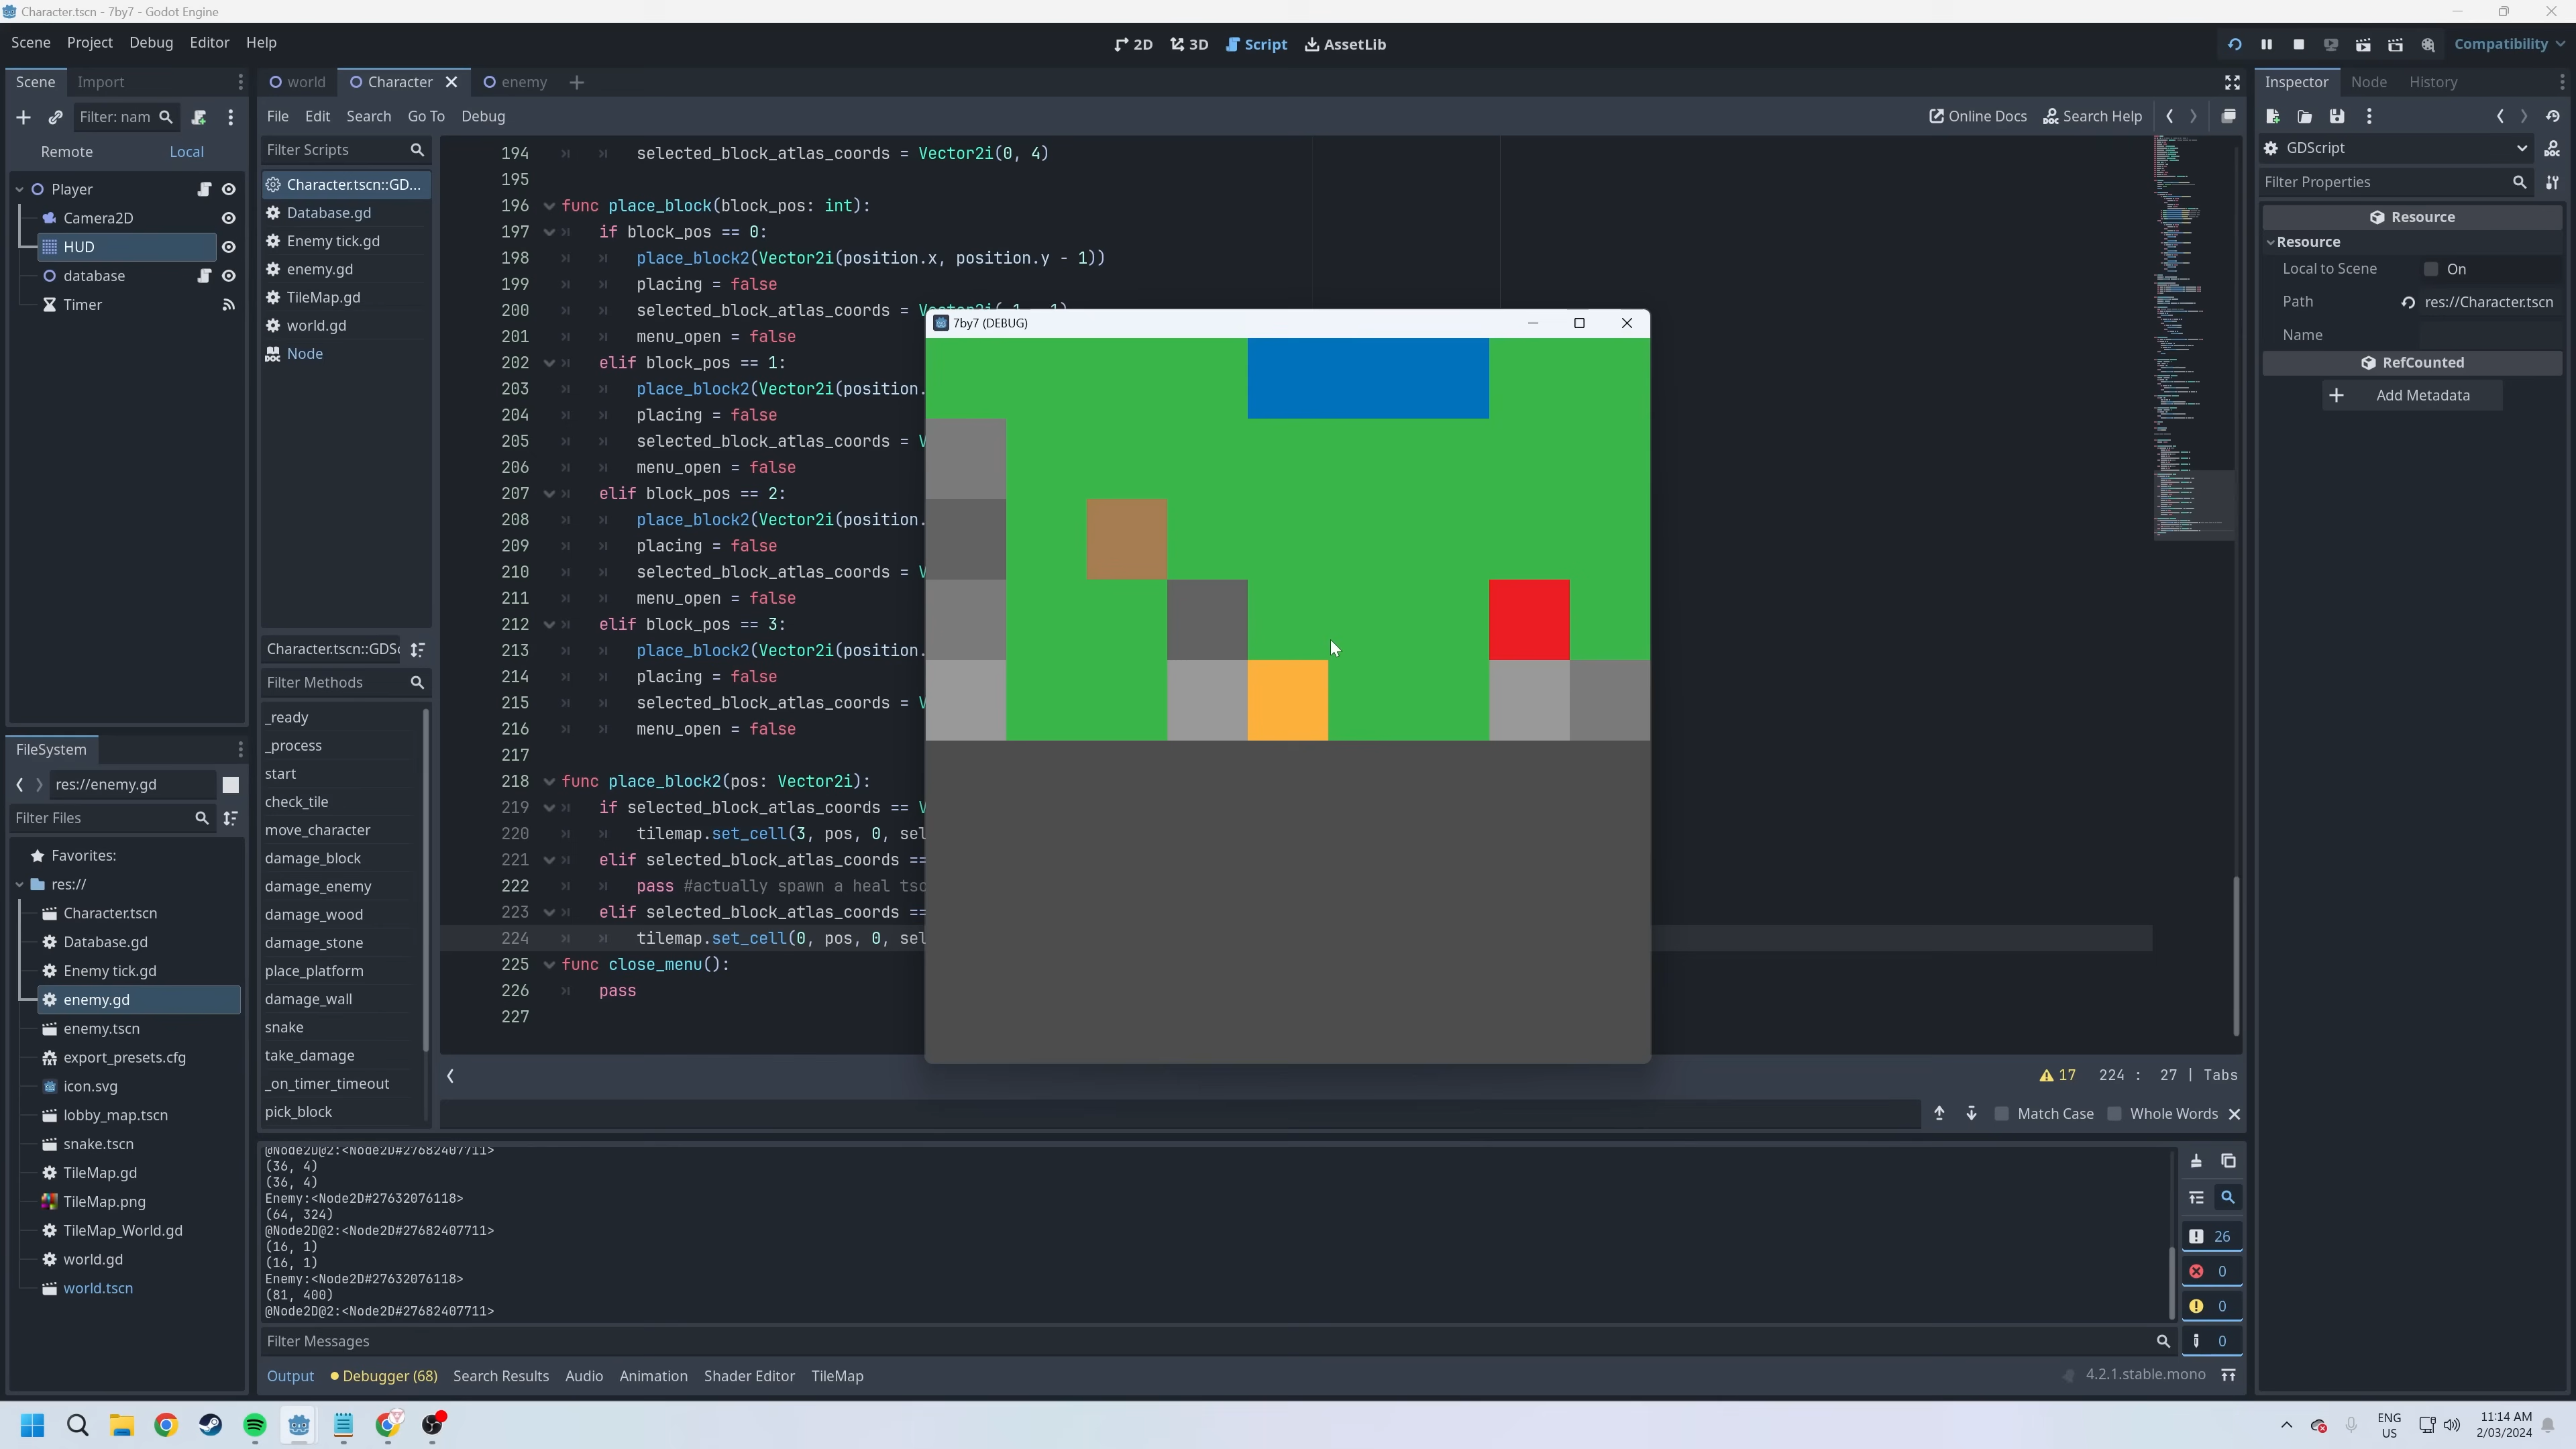 Character.tscn - 7by7 - Godot Engine
Scene Project Debug Editor Help
2D 3D Script AssetLib
Compatibility
Scene Import
world Character enemy
Inspector Node History
Filter: nam
File Edit Search Go To Debug
Online Docs Search Help
Remote Local
Filter Scripts
GDScript
Filter Properties
Player
Camera2D
HUD
database
Timer
Character.tscn::GD...
Database.gd
Enemy tick.gd
enemy.gd
TileMap.gd
world.gd
Node
Character.tscn::GDSc
Filter Methods
_ready
_process
start
check_tile
move_character
damage_block
damage_enemy
damage_wood
damage_stone
place_platform
damage_wall
snake
take_damage
_on_timer_timeout
pick_block
194 selected_block_atlas_coords = Vector2i(0, 4)
195
196 func place_block(block_pos: int):
197 if block_pos == 0:
198 place_block2(Vector2i(position.x, position.y - 1))
199 placing = false
200 selected_block_atlas_coords =
201 menu_open = false
202 elif block_pos == 1:
203 place_block2(Vector2i(position.
204 placing = false
205 selected_block_atlas_coords = V
206 menu_open = false
207 elif block_pos == 2:
208 place_block2(Vector2i(position.
209 placing = false
210 selected_block_atlas_coords = V
211 menu_open = false
212 elif block_pos == 3:
213 place_block2(Vector2i(position.
214 placing = false
215 selected_block_atlas_coords = V
216 menu_open = false
217
218 func place_block2(pos: Vector2i):
219 if selected_block_atlas_coords == V
220 tilemap.set_cell(3, pos, 0, sel
221 elif selected_block_atlas_coords ==
222 pass #actually spawn a heal tsc
223 elif selected_block_atlas_coords ==
224 tilemap.set_cell(0, pos, 0, sel
225 func close_menu():
226 pass
227
7by7 (DEBUG)
17 224 : 27 | Tabs
Match Case Whole Words
Resource
Resource
Local to Scene On
Path res://Character.tscn
Name
RefCounted
Add Metadata
FileSystem
res://enemy.gd
Filter Files
Favorites:
res://
Character.tscn
Database.gd
Enemy tick.gd
enemy.gd
enemy.tscn
export_presets.cfg
icon.svg
lobby_map.tscn
snake.tscn
TileMap.gd
TileMap.png
TileMap_World.gd
world.gd
world.tscn
@Node2D@2:<Node2D#27682407711>
(36, 4)
(36, 4)
Enemy:<Node2D#27632076118>
(64, 324)
@Node2D@2:<Node2D#27682407711>
(16, 1)
(16, 1)
Enemy:<Node2D#27632076118>
(81, 400)
@Node2D@2:<Node2D#27682407711>
26
0
0
0
Filter Messages
Output Debugger (68) Search Results Audio Animation Shader Editor TileMap
4.2.1.stable.mono
ENG
US
11:14 AM
2/03/2024